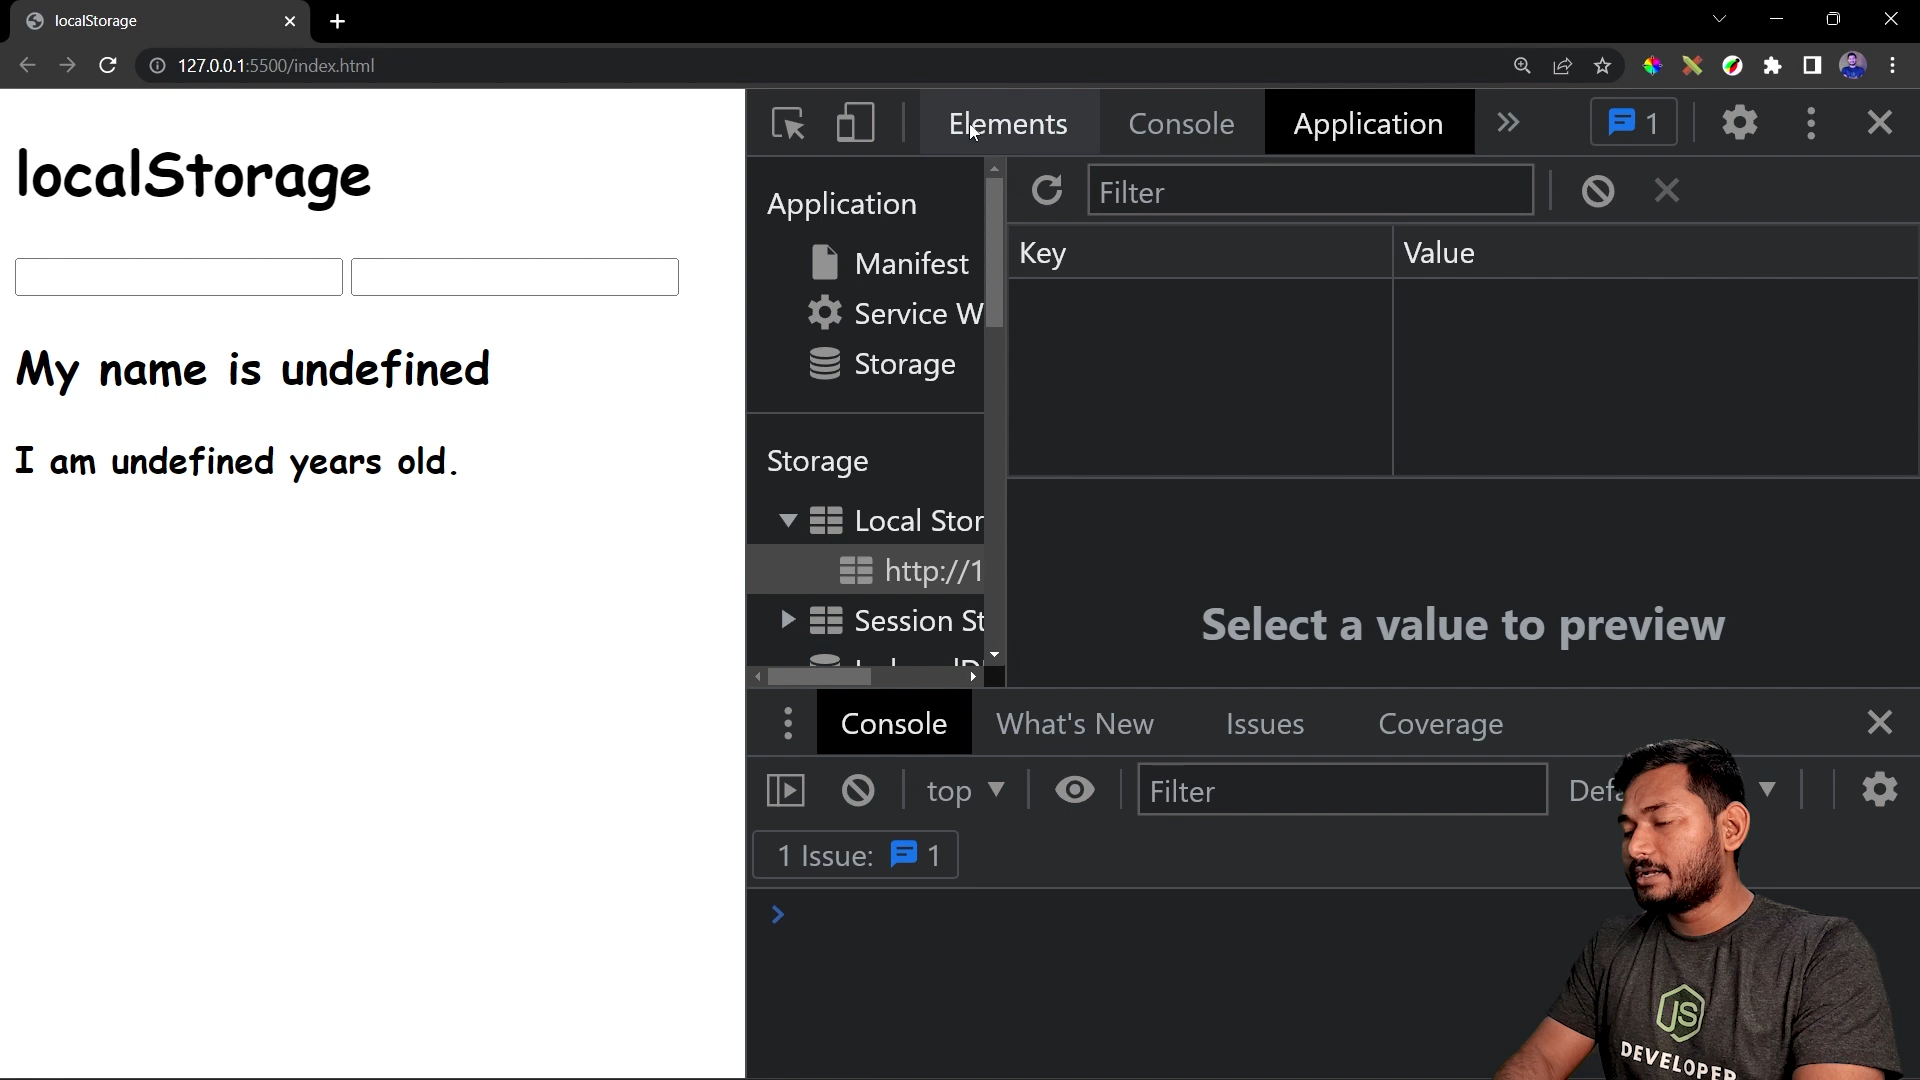 localStorage
127.0.0.1:5500/index.html
localStorage
My name is undefined
I am undefined years old.
Elements Console Application 1
Application
Manifest
Service W
Storage
Storage
Local Stor
http://1
Session St
Filter
Key Value
Select a value to preview
Console What's New Issues Coverage
top Filter Defa
1 Issue: 1
JS
DEVELOPER